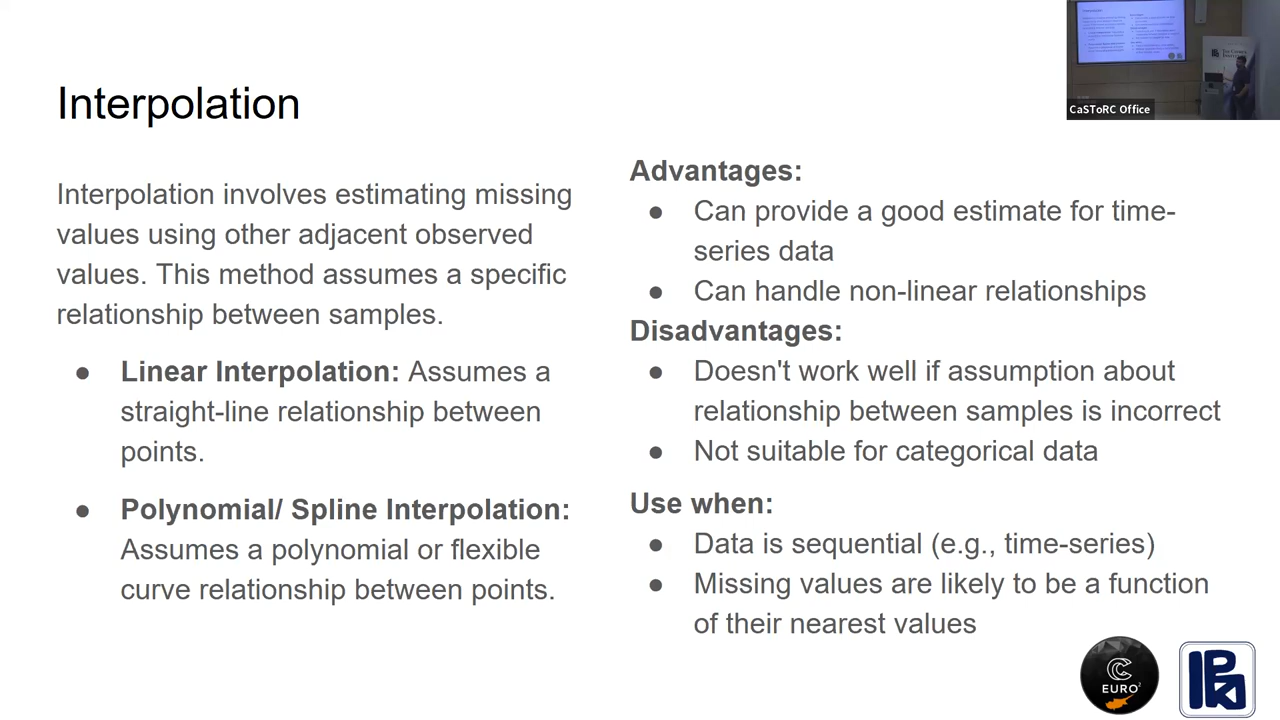 Interpolation
Interpolation involves estimating missing
values using other adjacent observed
values. This method assumes a specific
relationship between samples.
● Linear Interpolation: Assumes a
straight-line relationship between
points.
● Polynomial/ Spline Interpolation:
Assumes a polynomial or flexible
curve relationship between points.
Advantages:
● Can provide a good estimate for time-
series data
● Can handle non-linear relationships
Disadvantages:
● Doesn't work well if assumption about
relationship between samples is incorrect
● Not suitable for categorical data
Use when:
● Data is sequential (e.g., time-series)
● Missing values are likely to be a function
of their nearest values
CaSToRC Office
C
EURO²